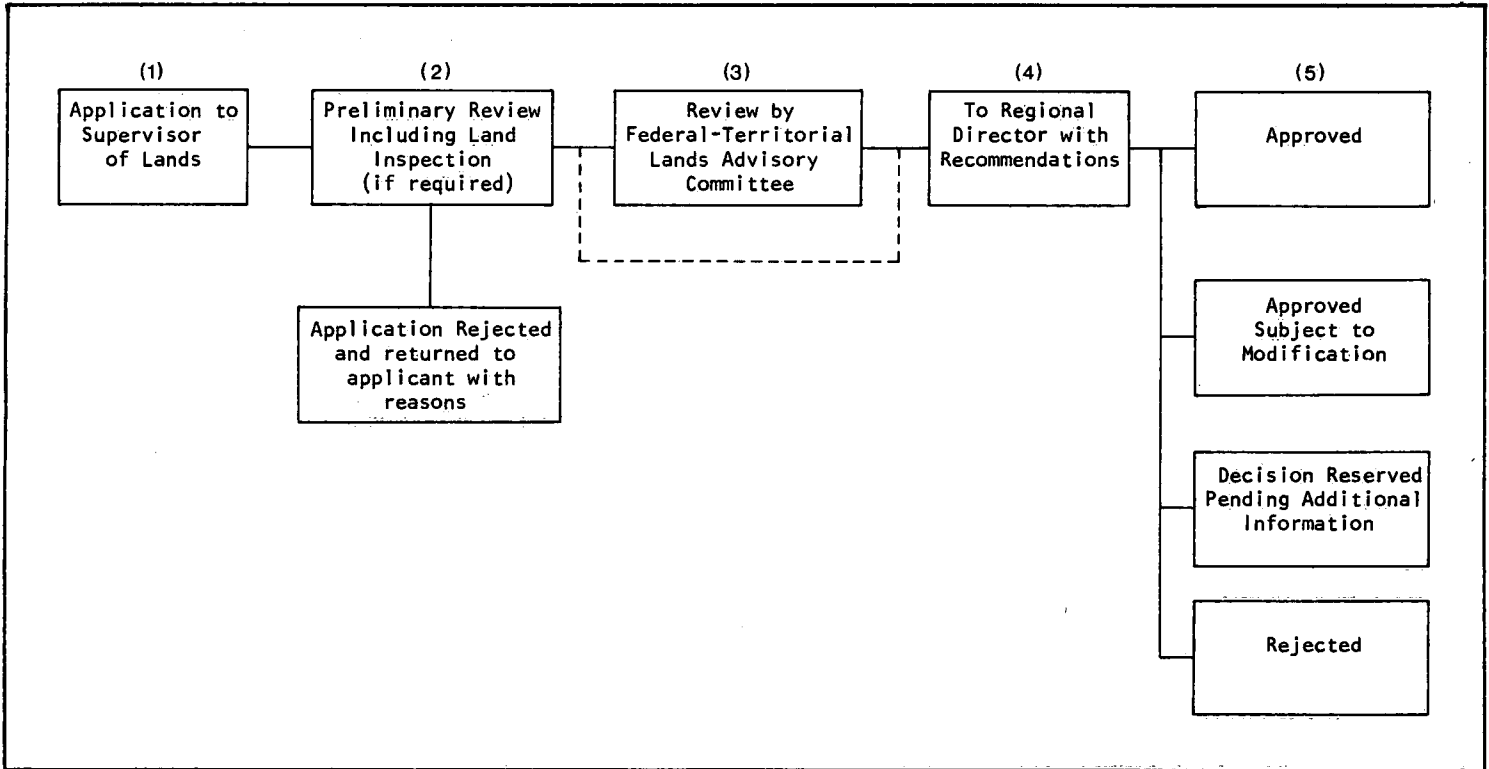 (1)
(2)
(3)
(4)
(5)
Application to
Supervisor
of Lands
Preliminary Review
Including Land
Inspection
(if required)
Review by
Federal-Territorial
Lands Advisory
Committee
To Regional
Director with
Recommendations
Approved
Application Rejected
and returned to
applicant with
reasons
Approved
Subject to
Modification
Decision Reserved
Pending Additional
Information
Rejected